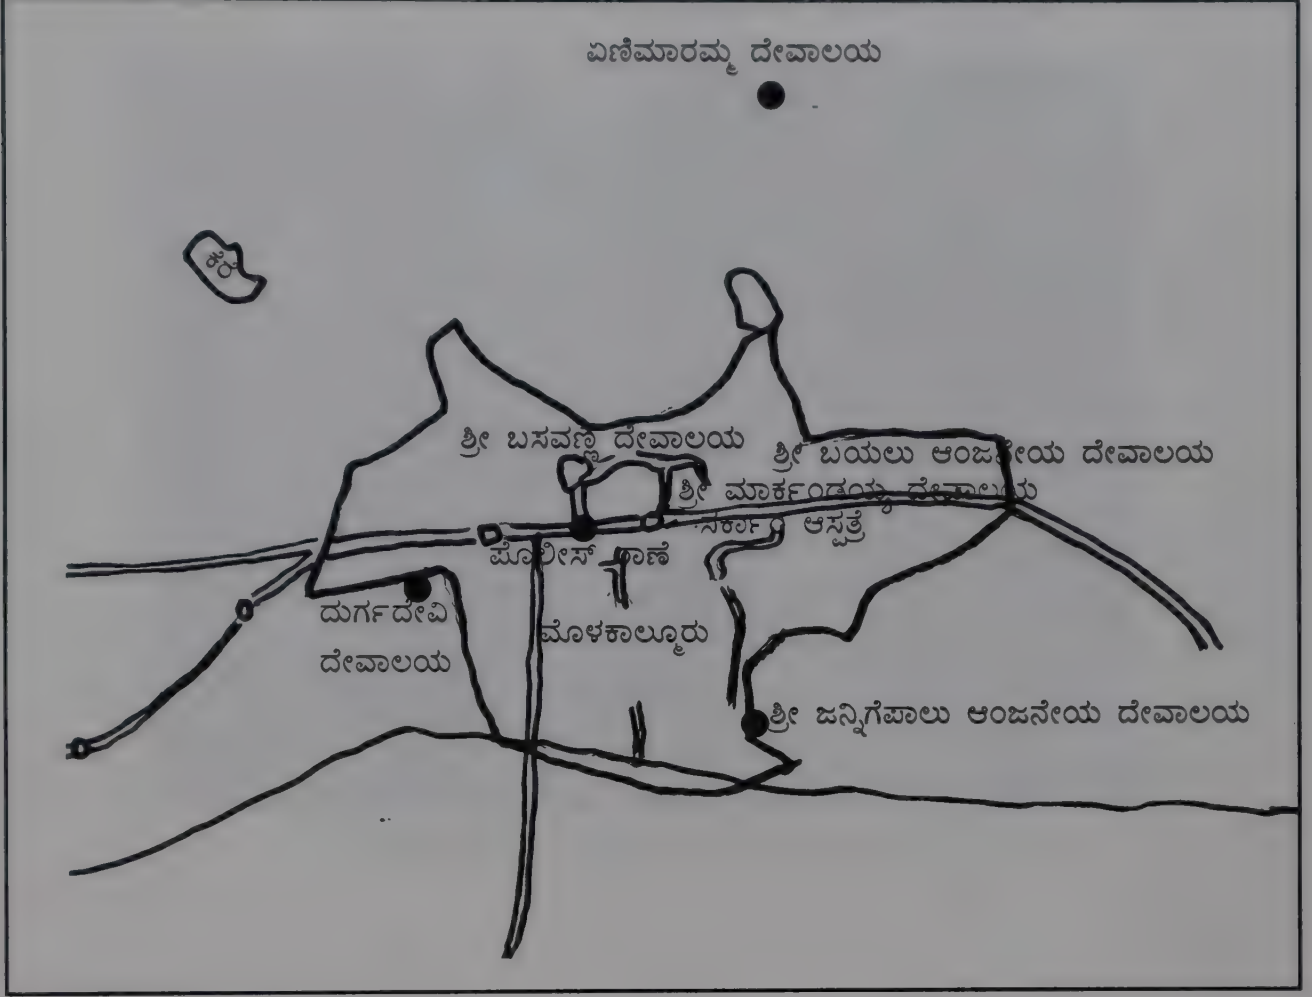 ಏಣಿಮಾರಮ್ಮ ದೇವಾಲಯ
ಕೆರೆ
ಶ್ರೀ ಬಸವಣ್ಣ ದೇವಾಲಯ
ಶ್ರೀ ಬಯಲು ಆಂಜನೇಯ ದೇವಾಲಯ
ಶ್ರೀ ಮಾರ್ಕಂಡಯ್ಯ ದೇವಾಲಯ
ಸರ್ಕಾರಿ ಆಸ್ಪತ್ರೆ
ಪೊಲೀಸ್ ಠಾಣೆ
ದುರ್ಗದೇವಿ
ದೇವಾಲಯ
ಮೊಳಕಾಲ್ಮೂರು
ಶ್ರೀ ಜನ್ನಿಗೆಪಾಲು ಆಂಜನೇಯ ದೇವಾಲಯ